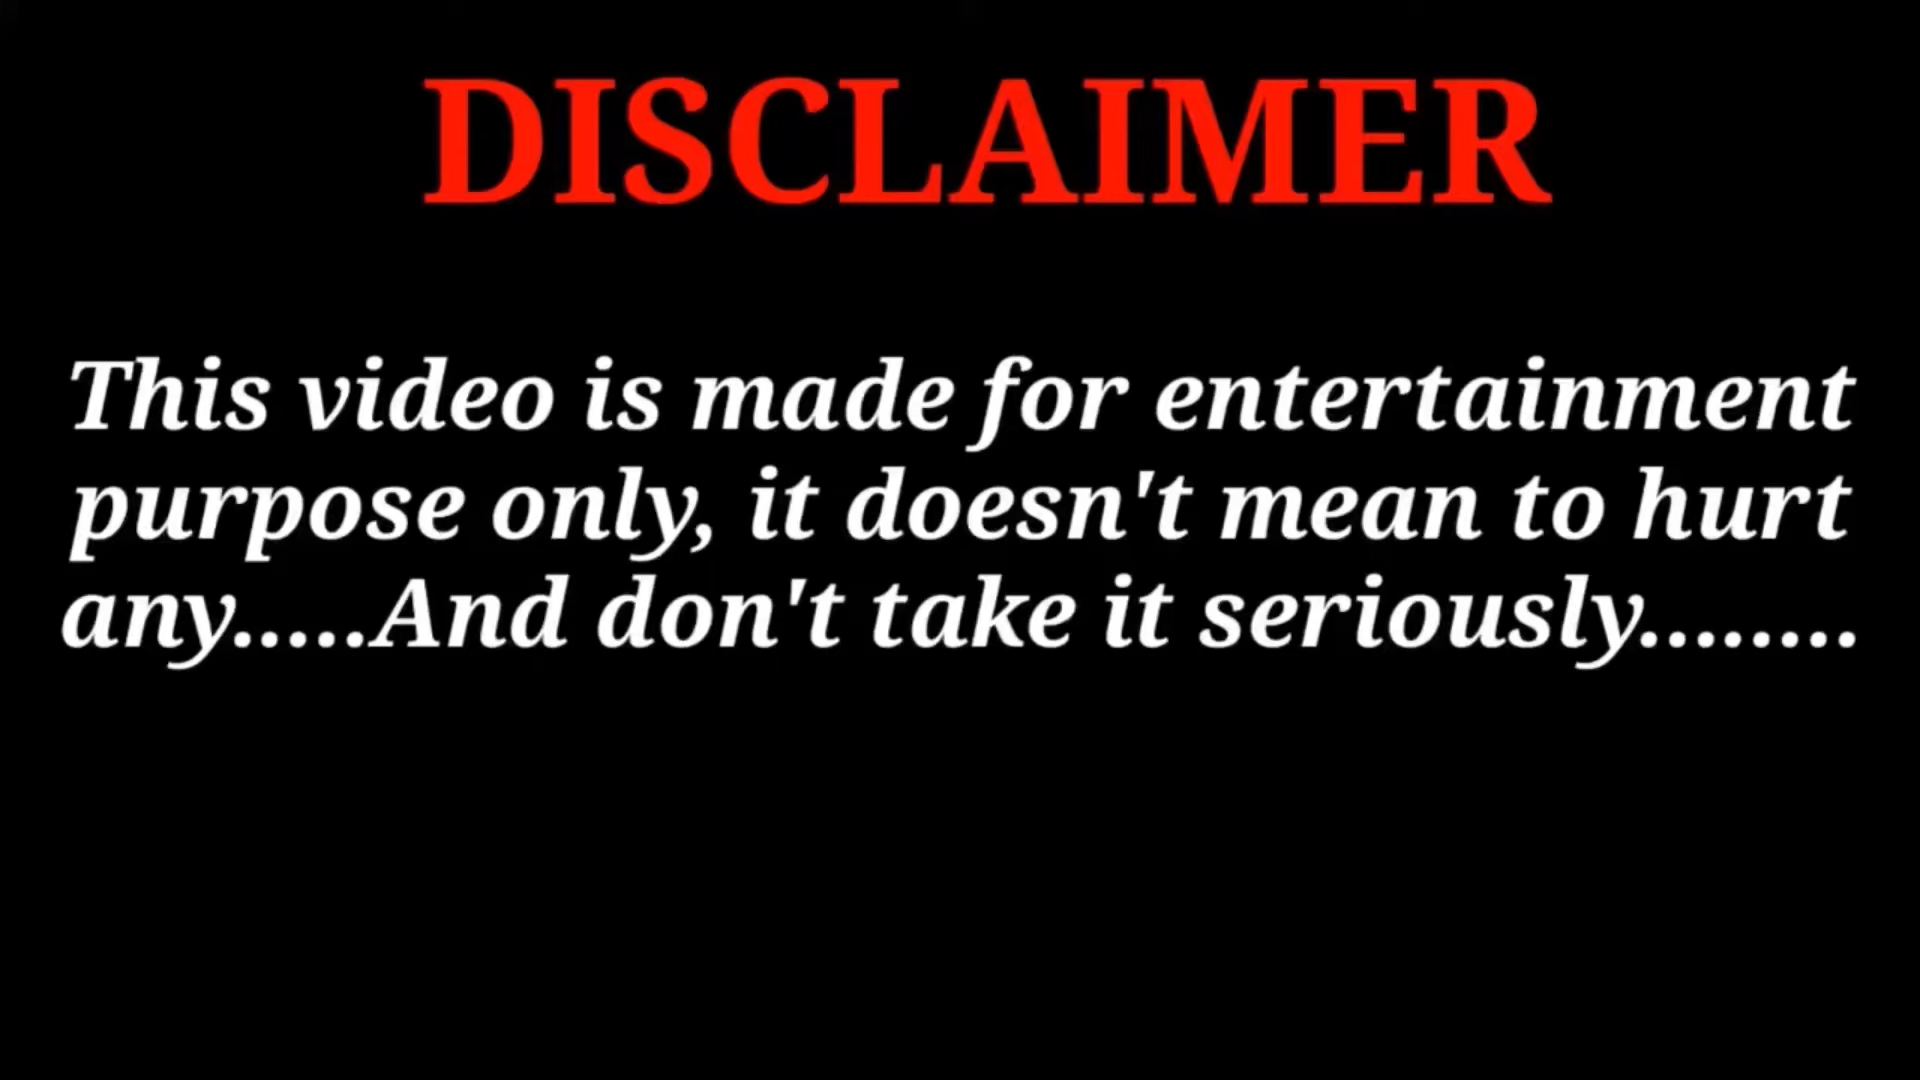 DISCLAIMER
This video is made for entertainment
purpose only, it doesn't mean to hurt
any.....And don't take it seriously........